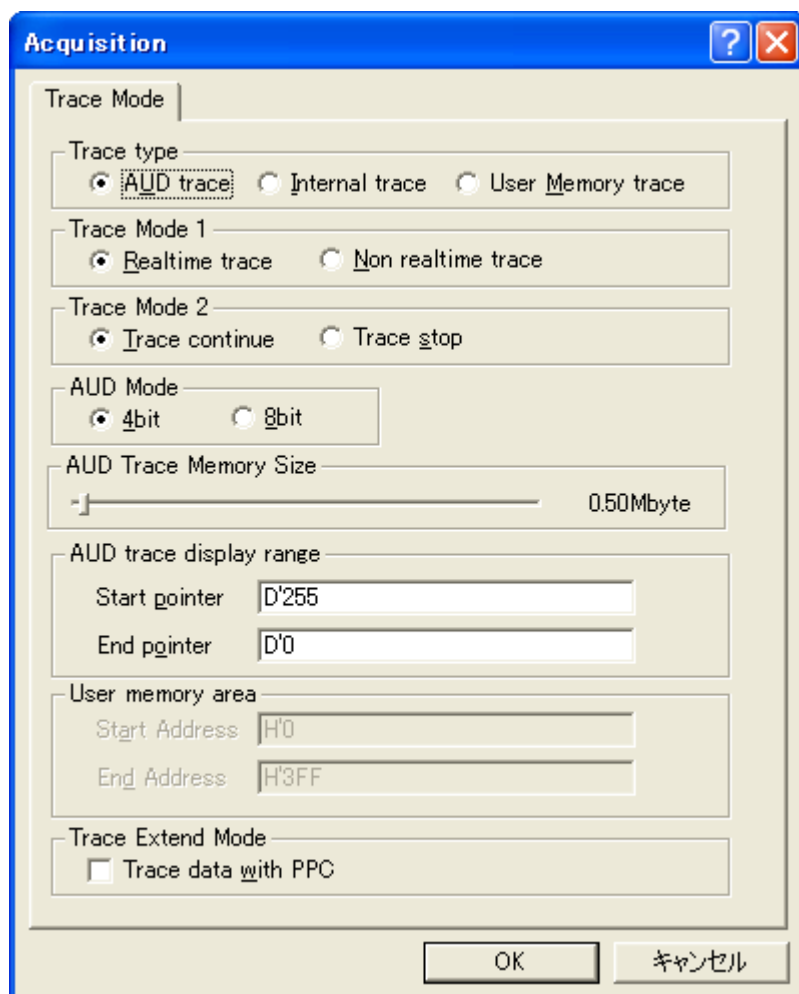 Acquisition
Trace Mode
Trace type
AUD trace Internal trace User Memory trace
Trace Mode 1
Realtime trace Non realtime trace
Trace Mode 2
Trace continue Trace stop
AUD Mode
4bit 8bit
AUD Trace Memory Size
0.50Mbyte
AUD trace display range
Start pointer D'255
End pointer D'0
User memory area
Start Address H'0
End Address H'3FF
Trace Extend Mode
Trace data with PPC
OK キャンセル